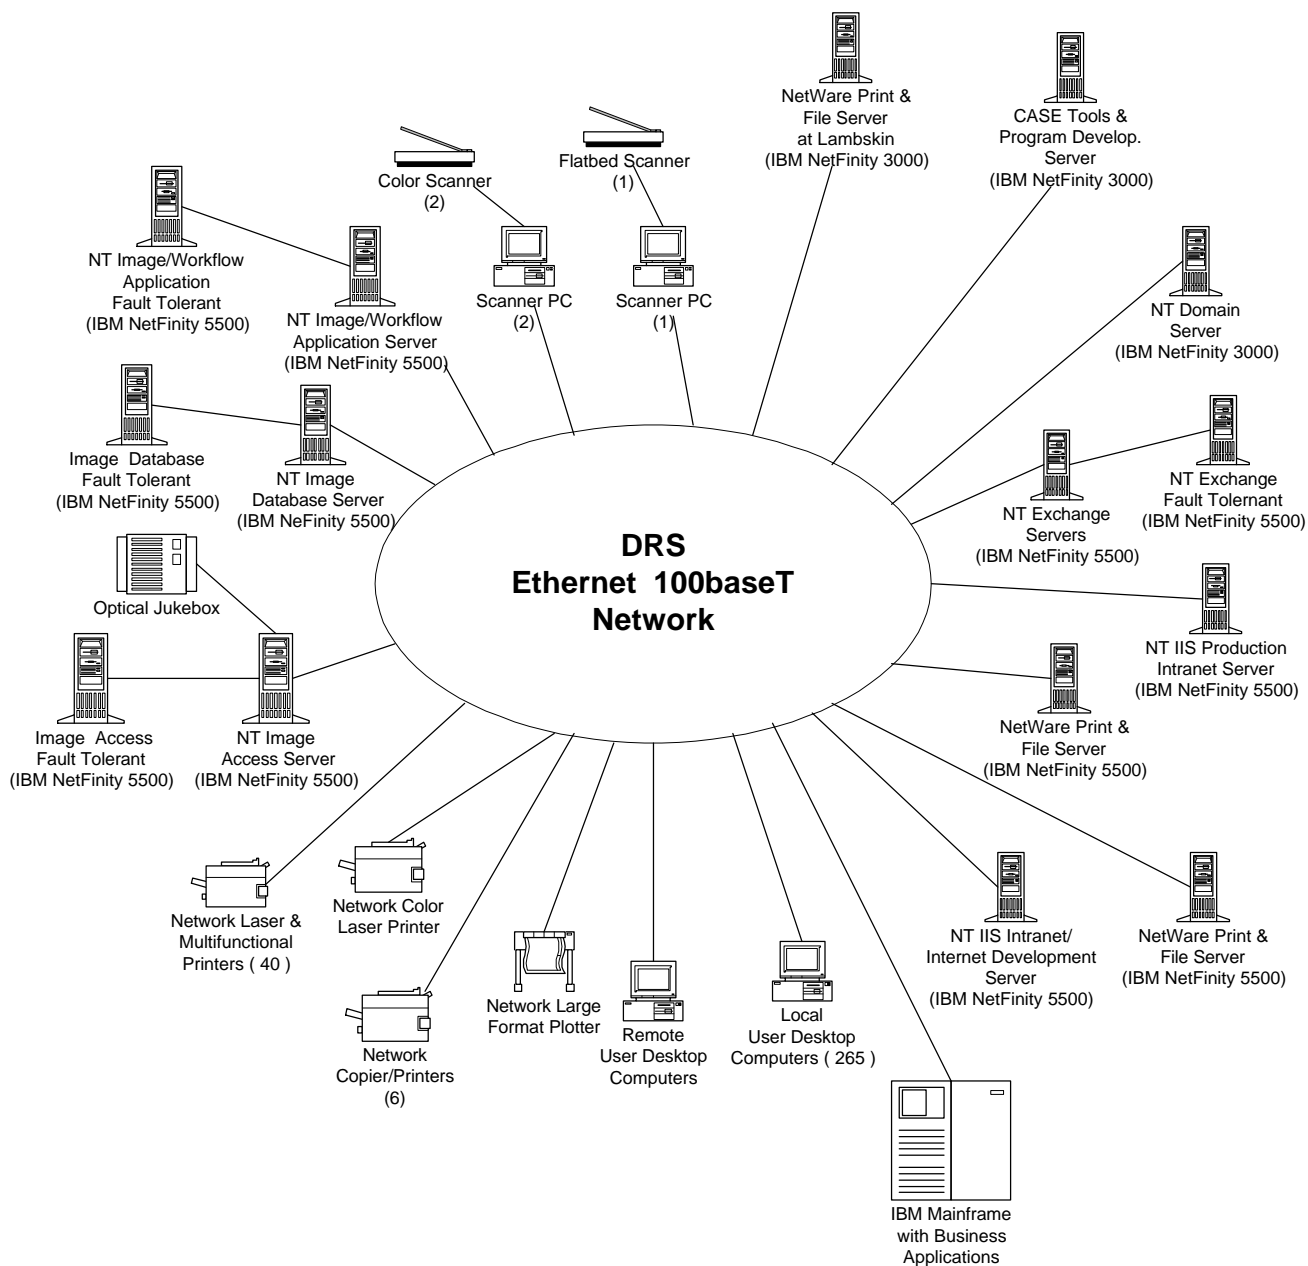 NetWare Print &
File Server
at Lambskin
(IBM NetFinity 3000)
CASE Tools &
Program Develop.
Server
(IBM NetFinity 3000)
Flatbed Scanner
(1)
Color Scanner
(2)
NT Image/Workflow
Application
Fault Tolerant
(IBM NetFinity 5500)
NT Image/Workflow
Application Server
(IBM NetFinity 5500)
Scanner PC
(2)
Scanner PC
(1)
NT Domain
Server
(IBM NetFinity 3000)
Image Database
Fault Tolerant
(IBM NetFinity 5500)
NT Image
Database Server
(IBM NeFinity 5500)
NT Exchange
Servers
(IBM NetFinity 5500)
NT Exchange
Fault Tolernant
(IBM NetFinity 5500)
DRS
Ethernet 100baseT
Network
Optical Jukebox
NT IIS Production
Intranet Server
(IBM NetFinity 5500)
Image Access
Fault Tolerant
(IBM NetFinity 5500)
NT Image
Access Server
(IBM NetFinity 5500)
NetWare Print &
File Server
(IBM NetFinity 5500)
Network Laser &
Multifunctional
Printers ( 40 )
Network Color
Laser Printer
Network
Copier/Printers
(6)
Network Large
Format Plotter
Remote
User Desktop
Computers
Local
User Desktop
Computers ( 265 )
NT IIS Intranet/
Internet Development
Server
(IBM NetFinity 5500)
NetWare Print &
File Server
(IBM NetFinity 5500)
IBM Mainframe
with Business
Applications